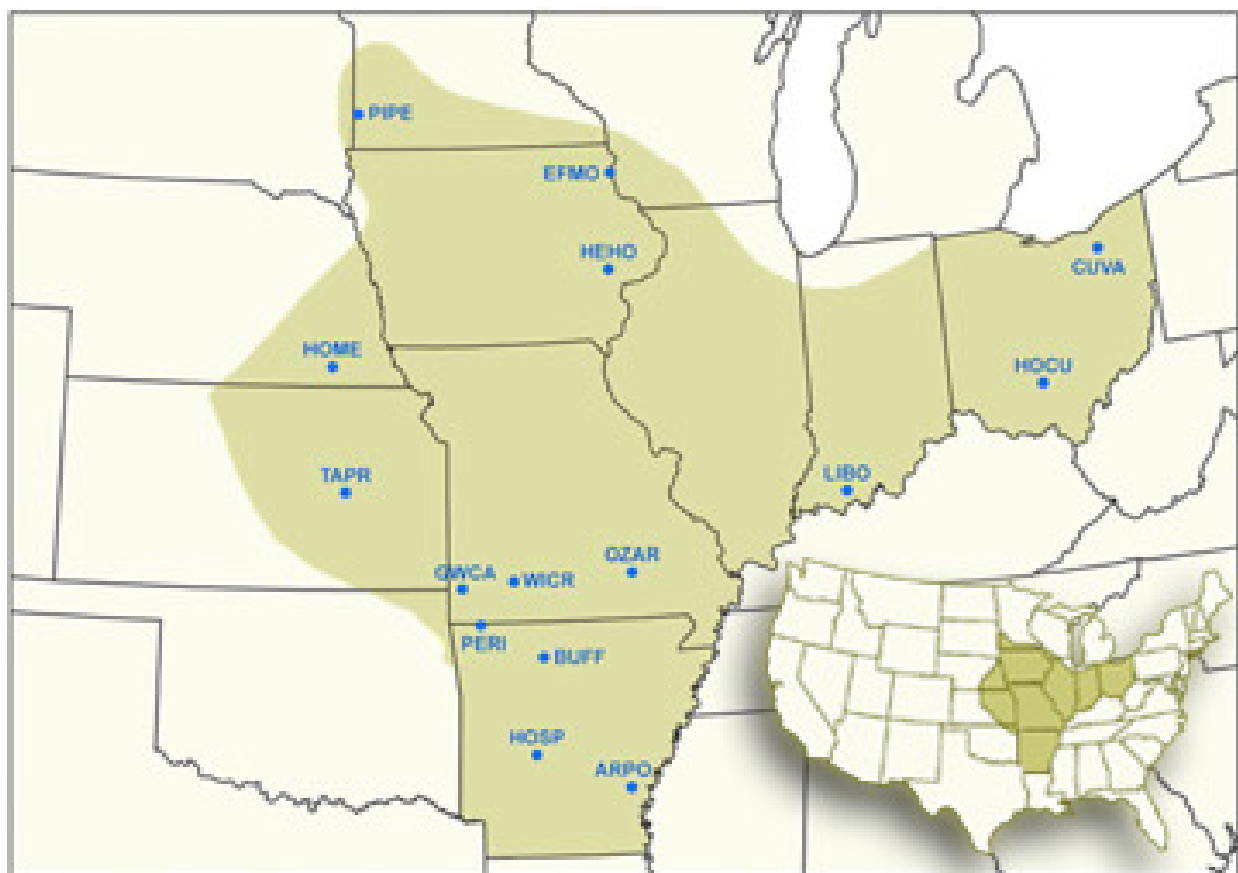 PIPE
EFMO
HEHO
CUVA
HOME
HOCU
TAPR
LIBO
OZAR
GWCA
WICR
PERI
BUFF
HOSP
ARPO